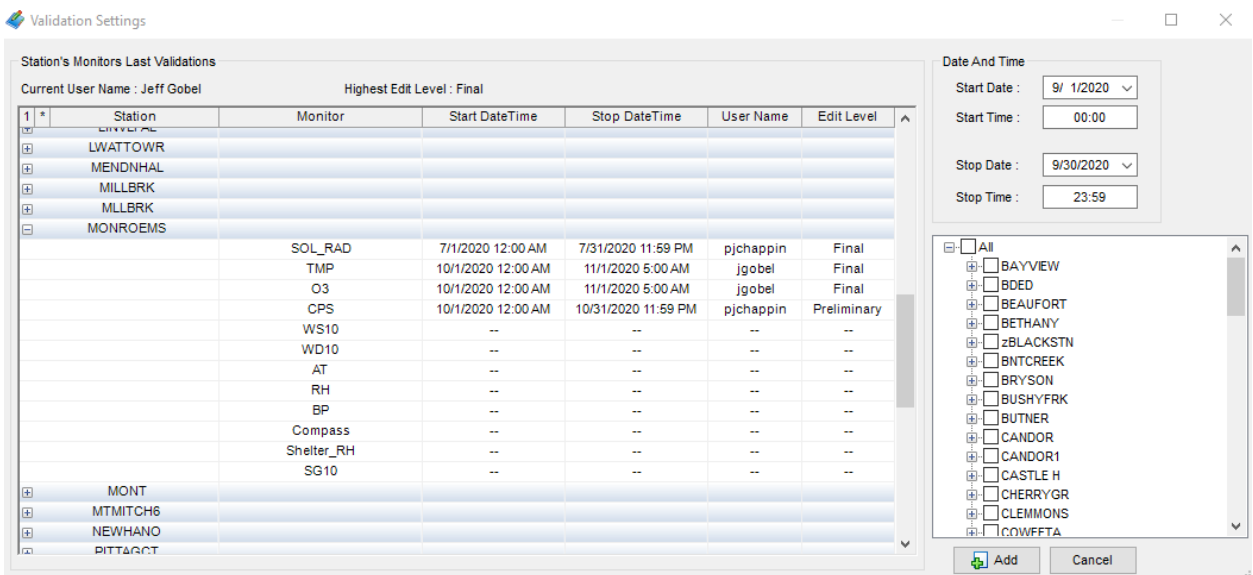 Validation Settings
Station's Monitors Last Validations
Current User Name : Jeff Gobel Highest Edit Level : Final
1 * Station Monitor Start DateTime Stop DateTime User Name Edit Level
LWATTOWR
MENDNHAL
MILLBRK
MLLBRK
MONROEMS
SOL_RAD 7/1/2020 12:00 AM 7/31/2020 11:59 PM pjchappin Final
TMP 10/1/2020 12:00 AM 11/1/2020 5:00 AM jgobel Final
O3 10/1/2020 12:00 AM 11/1/2020 5:00 AM jgobel Final
CPS 10/1/2020 12:00 AM 10/31/2020 11:59 PM pjchappin Preliminary
WS10 -- -- -- --
WD10 -- -- -- --
AT -- -- -- --
RH -- -- -- --
BP -- -- -- --
Compass -- -- -- --
Shelter_RH -- -- -- --
SG10 -- -- -- --
MONT
MTMITCH6
NEWHANO
PITTAGCT
Date And Time
Start Date : 9/ 1/2020
Start Time : 00:00
Stop Date : 9/30/2020
Stop Time : 23:59
All
BAYVIEW
BDED
BEAUFORT
BETHANY
zBLACKSTN
BNTCREEK
BRYSON
BUSHYFRK
BUTNER
CANDOR
CANDOR1
CASTLE H
CHERRYGR
CLEMMONS
COWEETA
Add Cancel